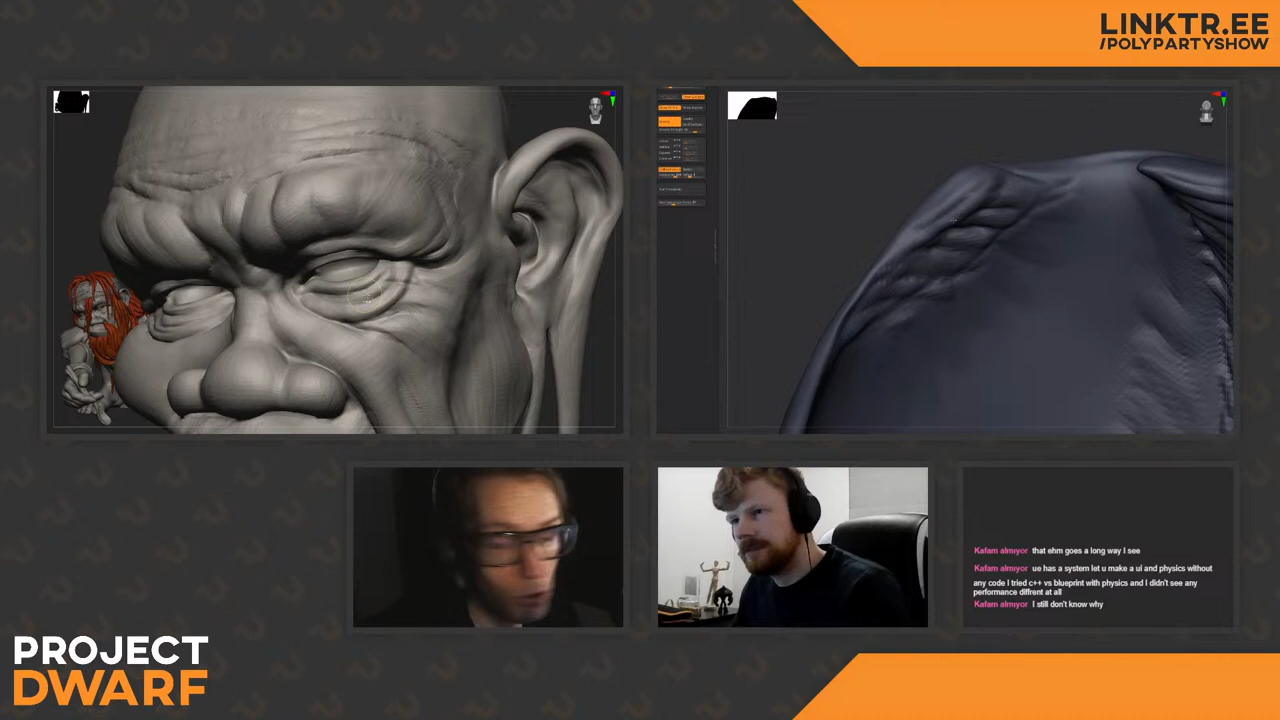 LINKTR.EE
/POLYPARTYSHOW
Kafam almıyor that ehm goes a long way I see
Kafam almıyor ue has a system let u make a ui and physics without
any code I tried c++ vs blueprint with physics and I didn't see any
performance diffrent at all
Kafam almıyor I still don't know why
PROJECT
DWARF